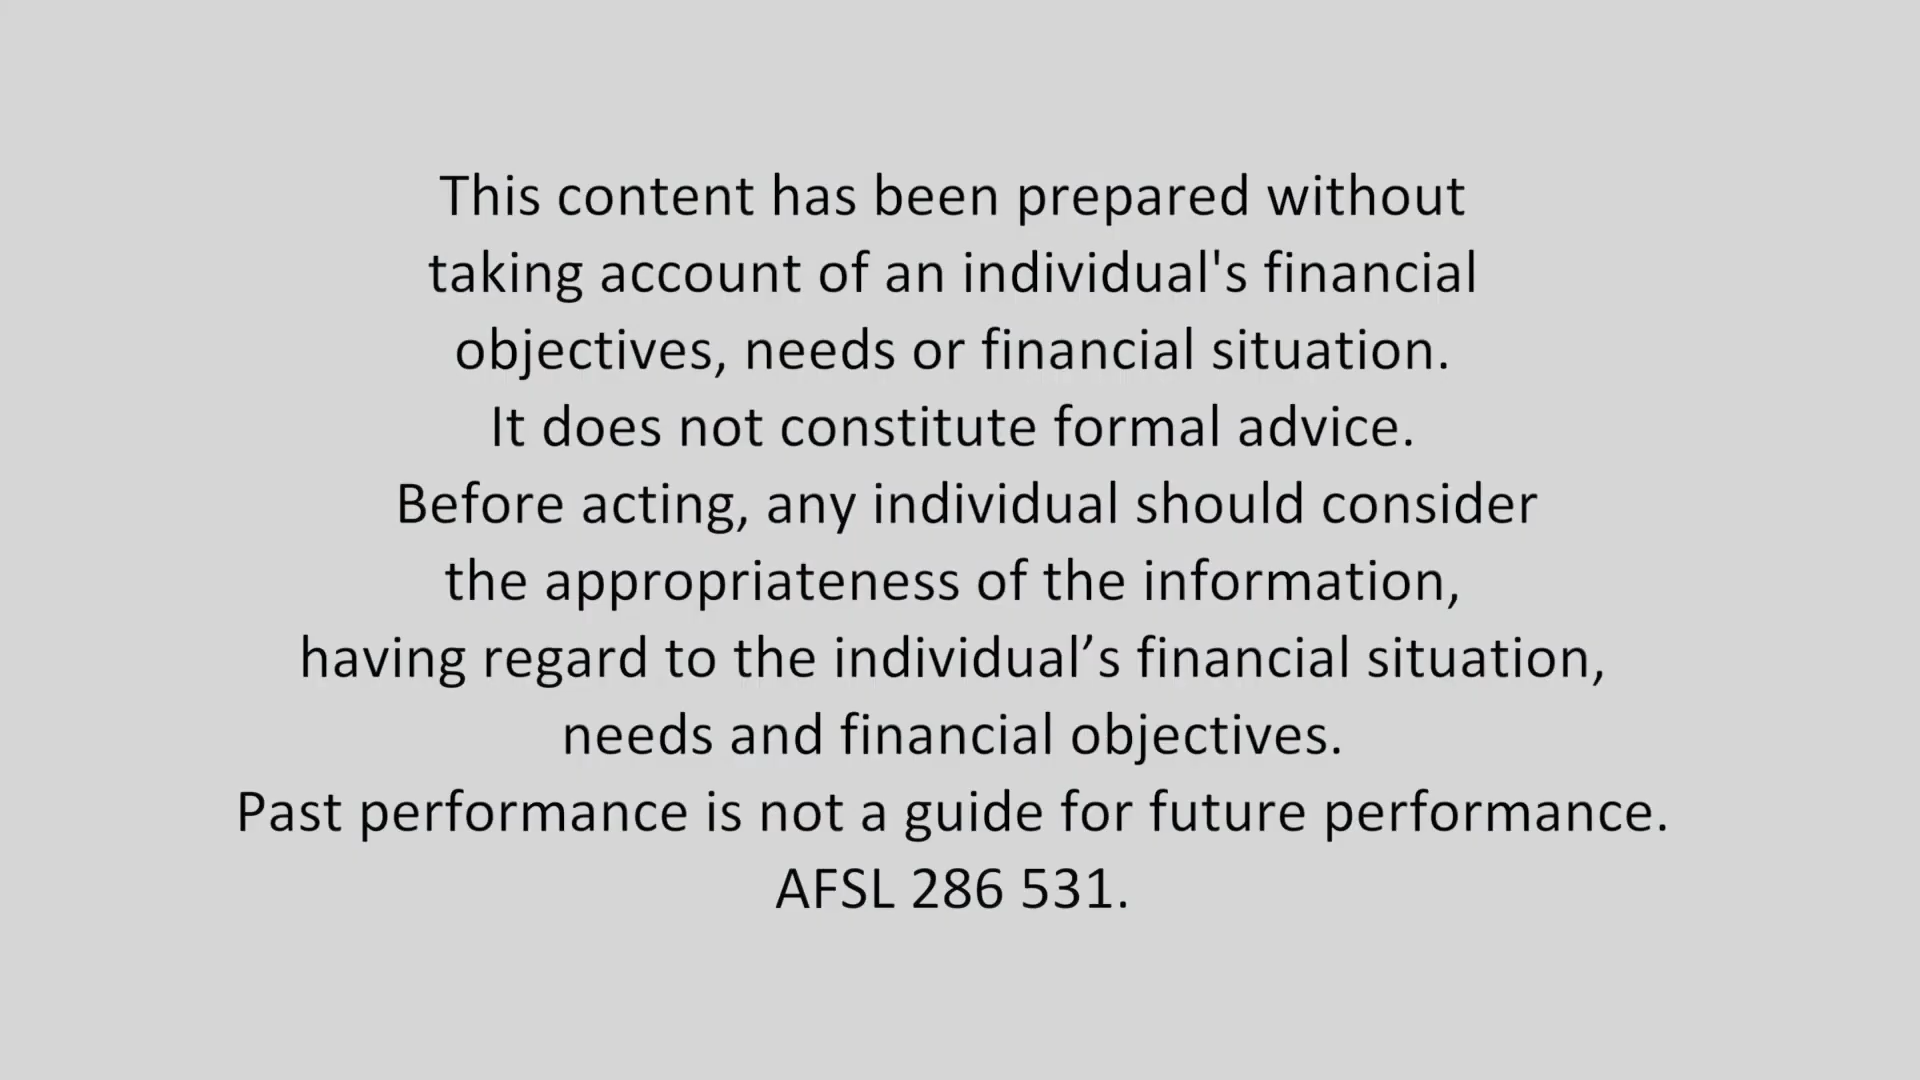 This content has been prepared without
taking account of an individual's financial
objectives, needs or financial situation.
It does not constitute formal advice.
Before acting, any individual should consider
the appropriateness of the information,
having regard to the individual’s financial situation,
needs and financial objectives.
Past performance is not a guide for future performance.
AFSL 286 531.